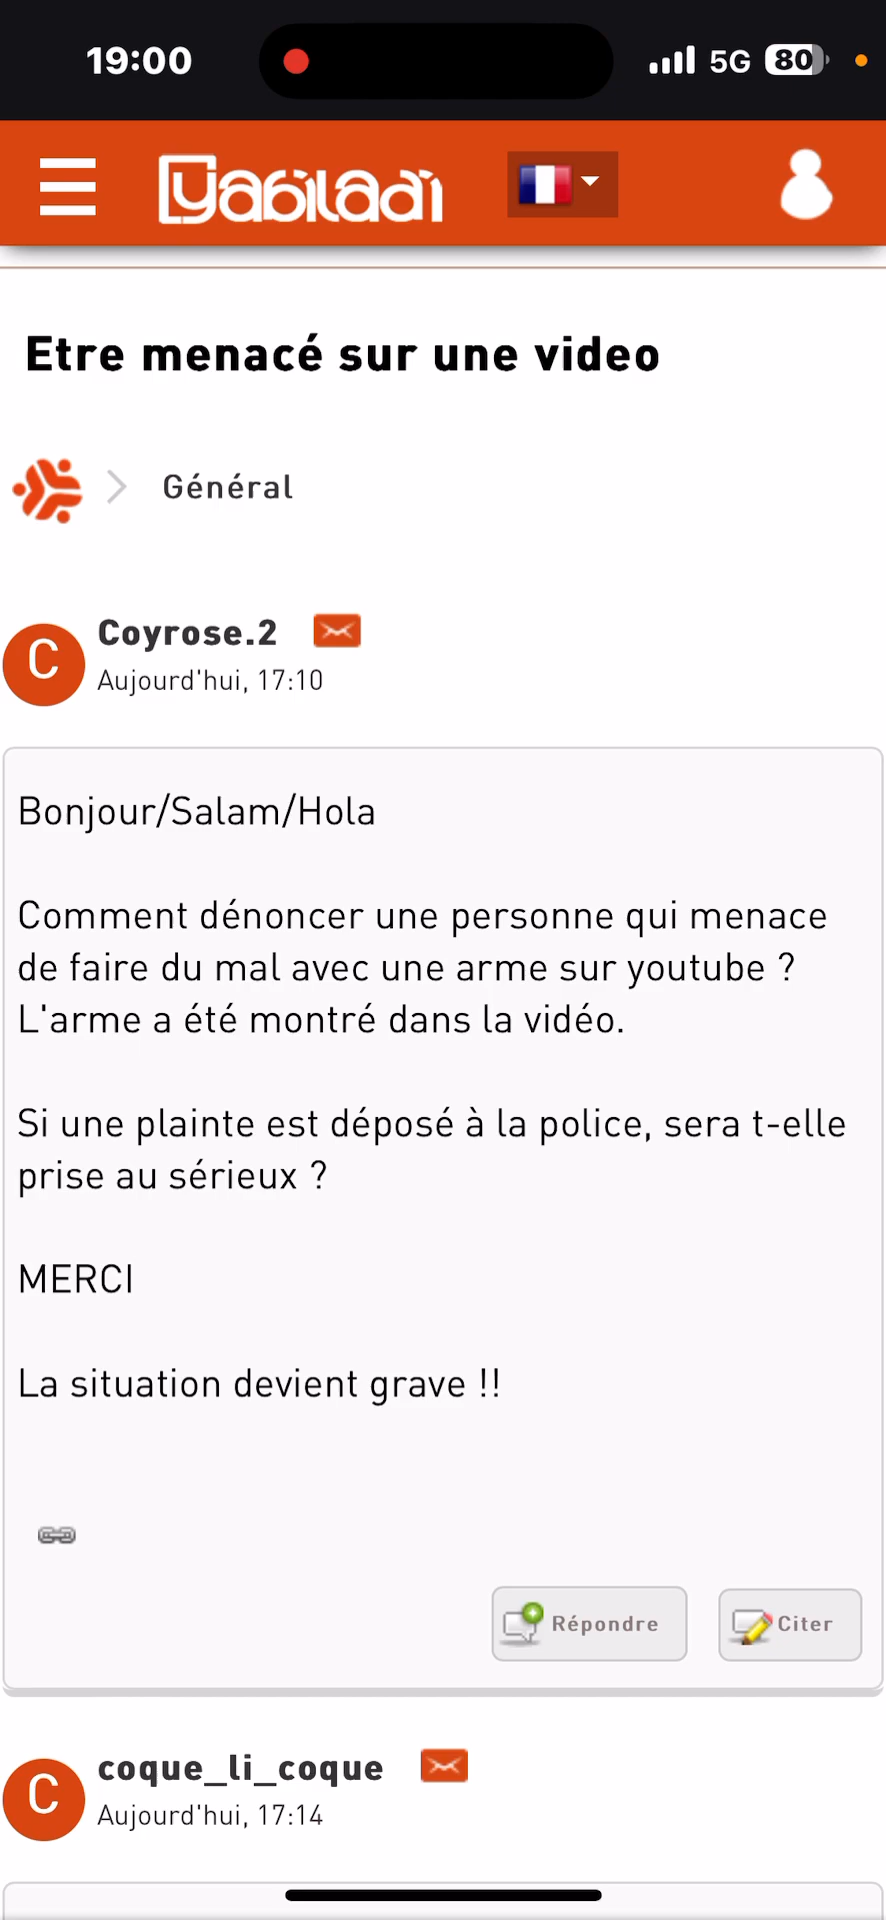 19:00
5G 80
yabiladi
Etre menacé sur une video
Général
C
Coyrose.2
Aujourd'hui, 17:10
Bonjour/Salam/Hola
Comment dénoncer une personne qui menace
de faire du mal avec une arme sur youtube ?
L'arme a été montré dans la vidéo.
Si une plainte est déposé à la police, sera t-elle
prise au sérieux ?
MERCI
La situation devient grave !!
Répondre
Citer
C
coque_li_coque
Aujourd'hui, 17:14